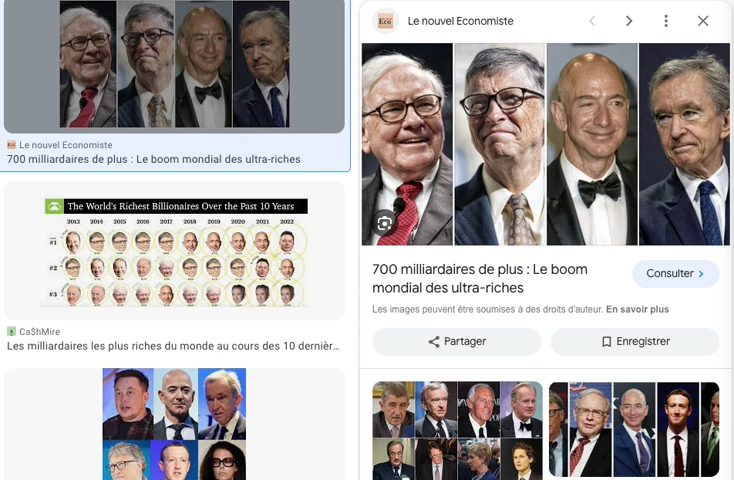 Le nouvel Economiste
700 milliardaires de plus : Le boom mondial des ultra-riches
The World's Richest Billionaires Over the Past 10 Years
2013 2014 2015 2016 2017 2018 2019 2020 2021 2022
#1
#2
#3
Ca$hMire
Les milliardaires les plus riches du monde au cours des 10 dernièr...
Eco
Le nouvel Economiste
700 milliardaires de plus : Le boom
mondial des ultra-riches
Consulter
Les images peuvent être soumises à des droits d'auteur. En savoir plus
Partager
Enregistrer